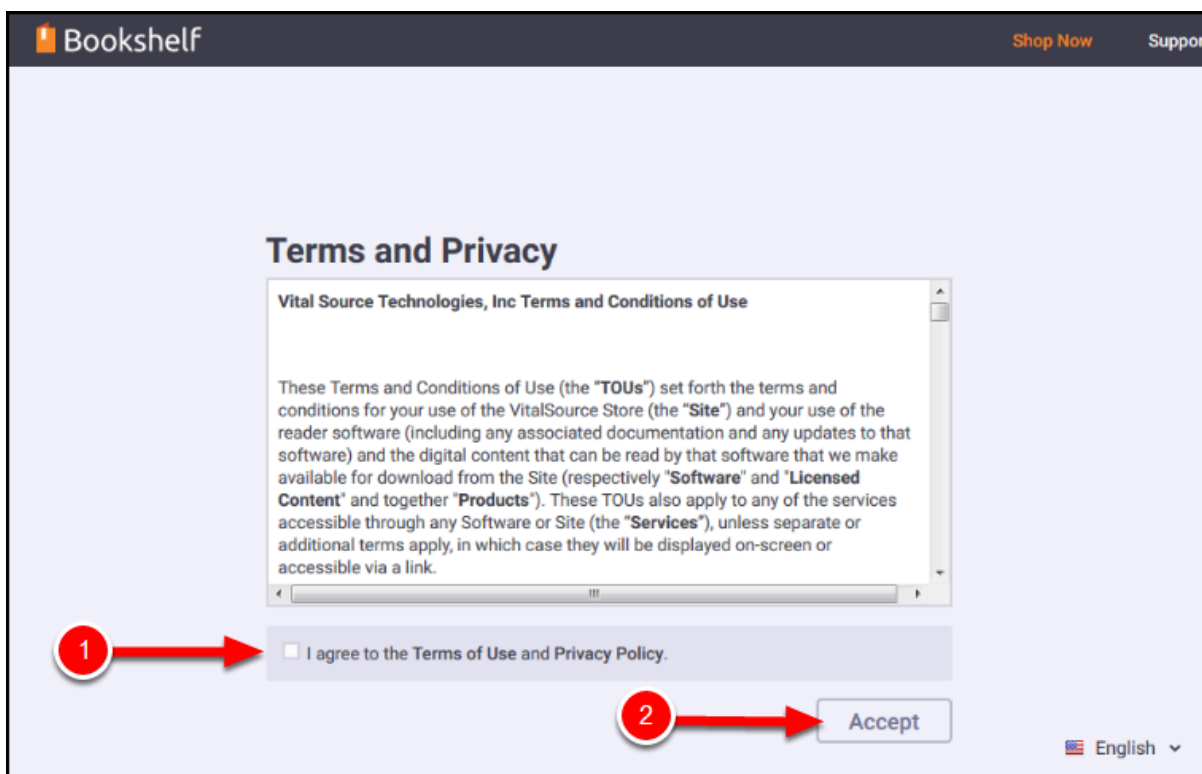 Bookshelf
Shop Now
Suppor
Terms and Privacy
Vital Source Technologies, Inc Terms and Conditions of Use
These Terms and Conditions of Use (the "TOUs") set forth the terms and
conditions for your use of the VitalSource Store (the "Site") and your use of the
reader software (including any associated documentation and any updates to that
software) and the digital content that can be read by that software that we make
available for download from the Site (respectively "Software" and "Licensed
Content" and together "Products"). These TOUs also apply to any of the services
accessible through any Software or Site (the "Services"), unless separate or
additional terms apply, in which case they will be displayed on-screen or
accessible via a link.
1
I agree to the Terms of Use and Privacy Policy.
2
Accept
English